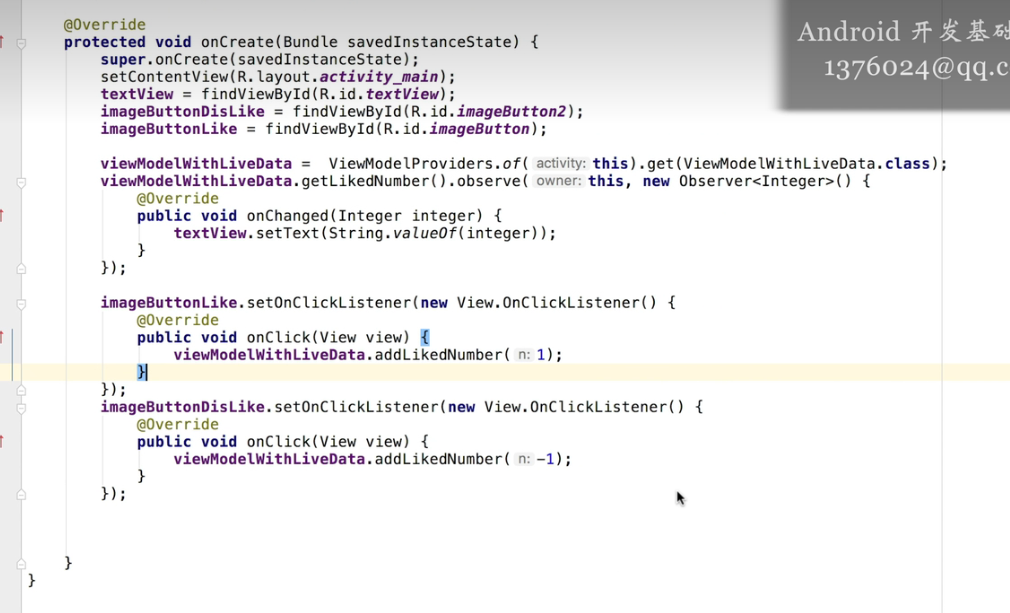 Android 开发基础
1376024@qq.c
@Override
protected void onCreate(Bundle savedInstanceState) {
super.onCreate(savedInstanceState);
setContentView(R.layout.activity_main);
textView = findViewById(R.id.textView);
imageButtonDisLike = findViewById(R.id.imageButton2);
imageButtonLike = findViewById(R.id.imageButton);
viewModelWithLiveData =  ViewModelProviders.of( activity: this).get(ViewModelWithLiveData.class);
viewModelWithLiveData.getLikedNumber().observe( owner: this, new Observer<Integer>() {
@Override
public void onChanged(Integer integer) {
textView.setText(String.valueOf(integer));
}
});
imageButtonLike.setOnClickListener(new View.OnClickListener() {
@Override
public void onClick(View view) {
viewModelWithLiveData.addLikedNumber( n: 1);
}
});
imageButtonDisLike.setOnClickListener(new View.OnClickListener() {
@Override
public void onClick(View view) {
viewModelWithLiveData.addLikedNumber( n: -1);
}
});
}
}